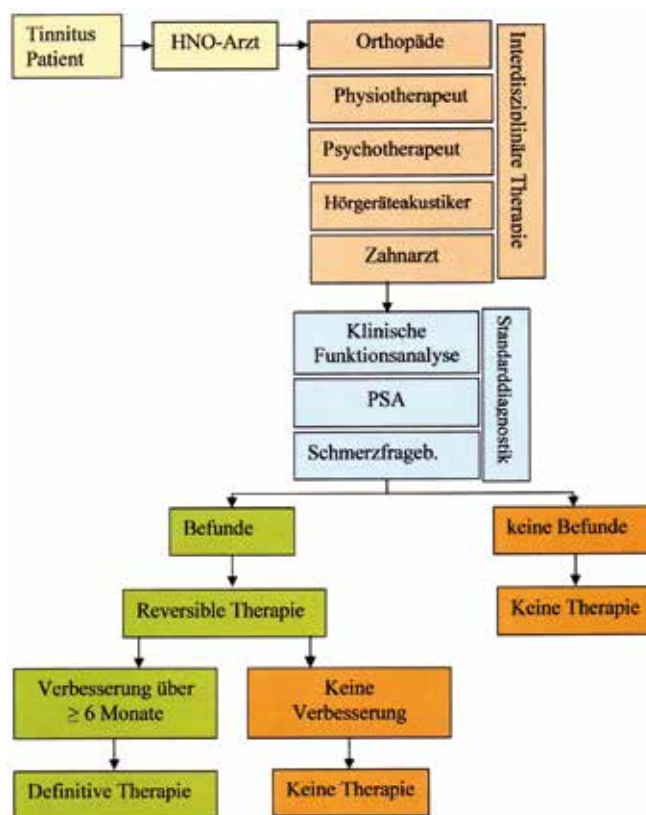 Tinnitus
Patient
HNO-Arzt
Orthopäde
Physiotherapeut
Psychotherapeut
Hörgeräteakustiker
Zahnarzt
Interdisziplinäre Therapie
Klinische
Funktionsanalyse
PSA
Schmerzfrageb.
Standarddiagnostik
Befunde
keine Befunde
Reversible Therapie
Keine Therapie
Verbesserung über
≥ 6 Monate
Keine
Verbesserung
Definitive Therapie
Keine Therapie